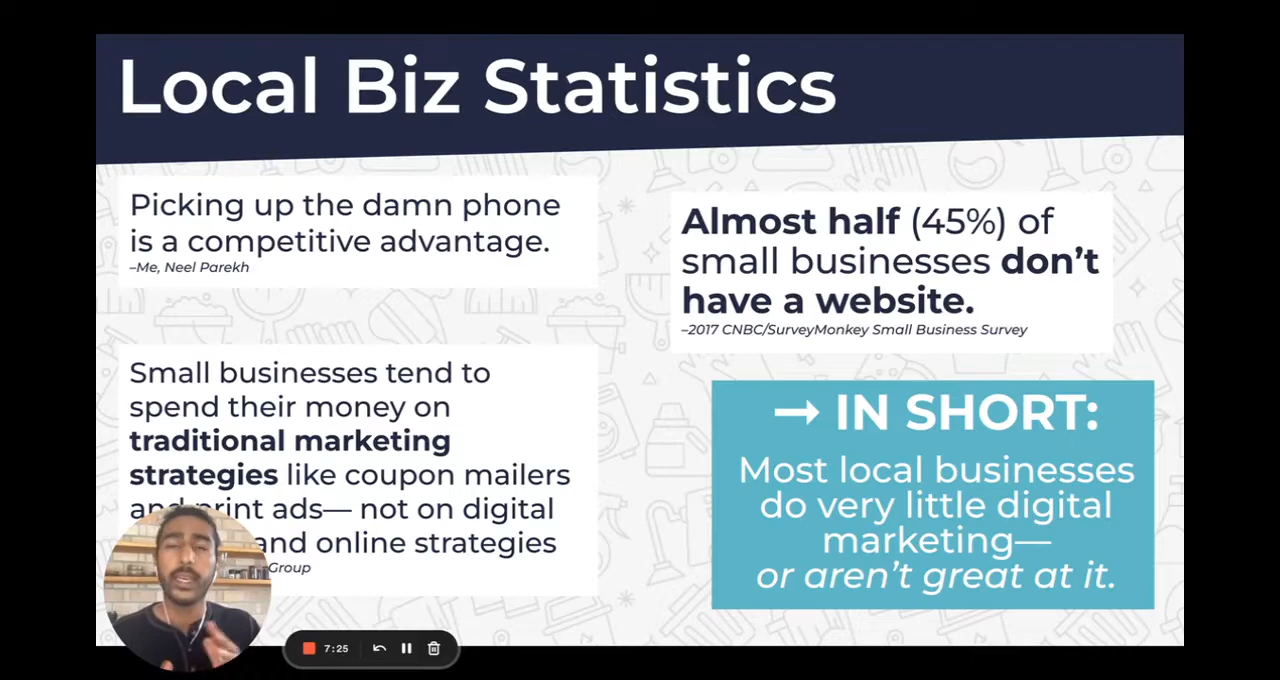 Local Biz Statistics
Picking up the damn phone
is a competitive advantage.
–Me, Neel Parekh
Small businesses tend to
spend their money on
traditional marketing
strategies like coupon mailers
and print ads— not on digital
and online strategies
Group
Almost half (45%) of
small businesses don’t
have a website.
–2017 CNBC/SurveyMonkey Small Business Survey
→ IN SHORT:
Most local businesses
do very little digital
marketing—
or aren’t great at it.
7:25